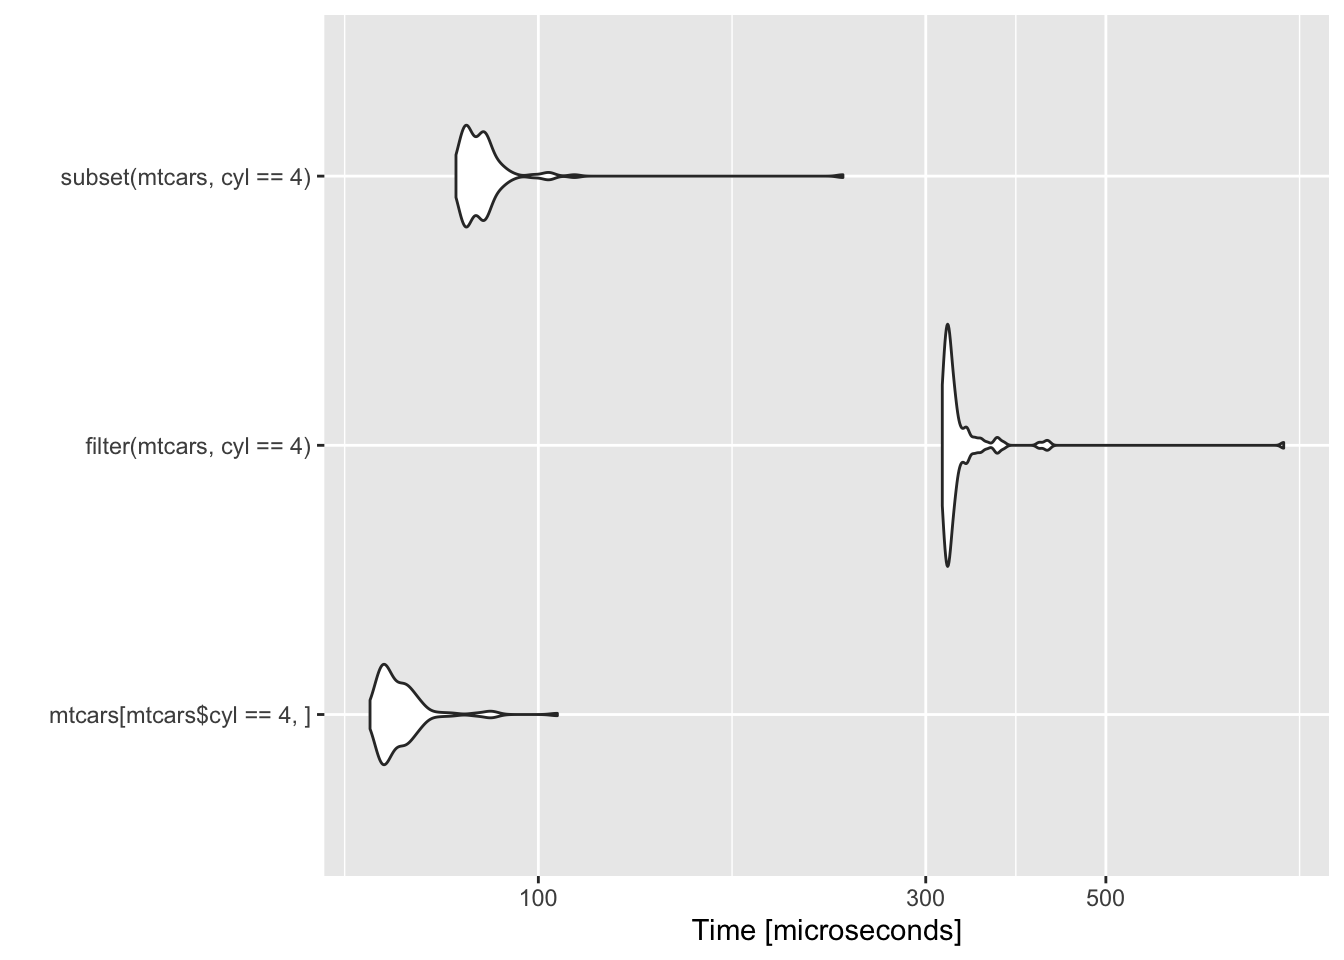 subset(mtcars, cyl == 4)
filter(mtcars, cyl == 4)
mtcars[mtcars$cyl == 4, ]
100
300
500
Time [microseconds]